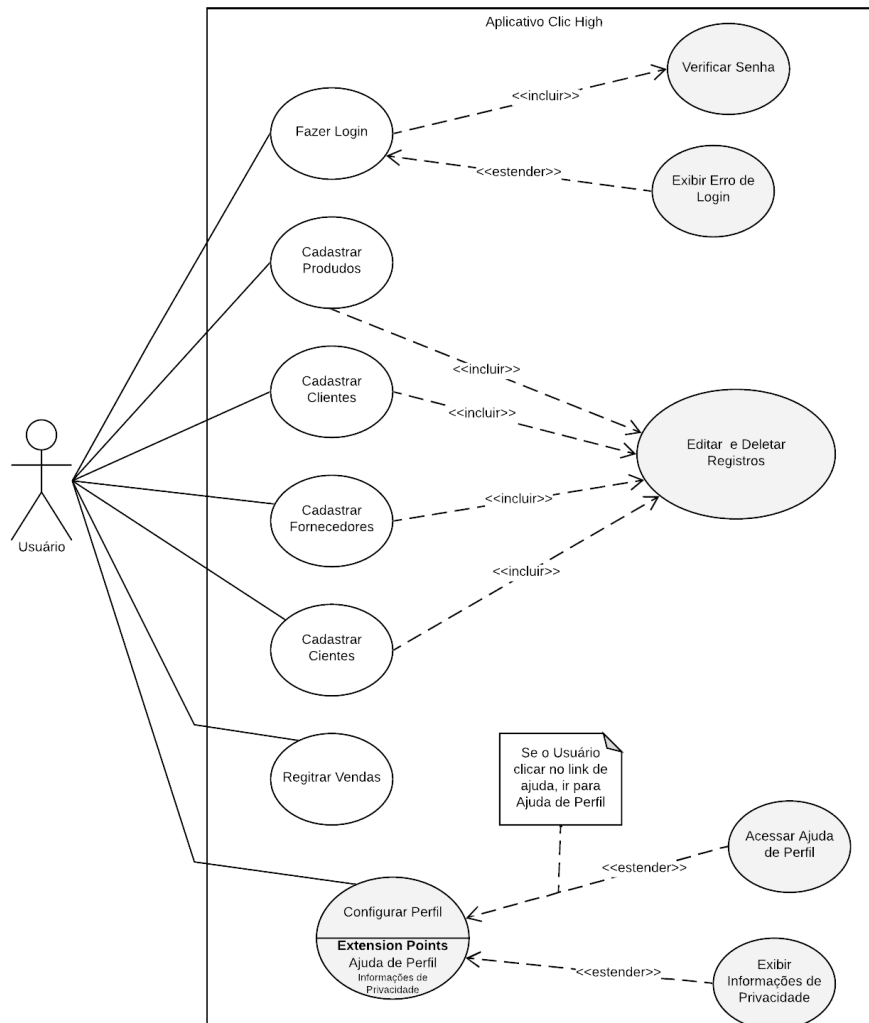 Aplicativo Clic High
Verificar Senha
<<incluir>>
Fazer Login
<<estender>>
Exibir Erro de
Login
Cadastrar
Produdos
<<incluir>>
Cadastrar
Clientes
<<incluir>>
Editar e Deletar
Registros
Usuário
Cadastrar
Fornecedores
<<incluir>>
<<incluir>>
Cadastrar
Cientes
Regitrar Vendas
Se o Usuário
clicar no link de
ajuda, ir para
Ajuda de Perfil
Acessar Ajuda
de Perfil
<<estender>>
Configurar Perfil
Extension Points
Ajuda de Perfil
Informações de
Privacidade
<<estender>>
Exibir
Informações de
Privacidade